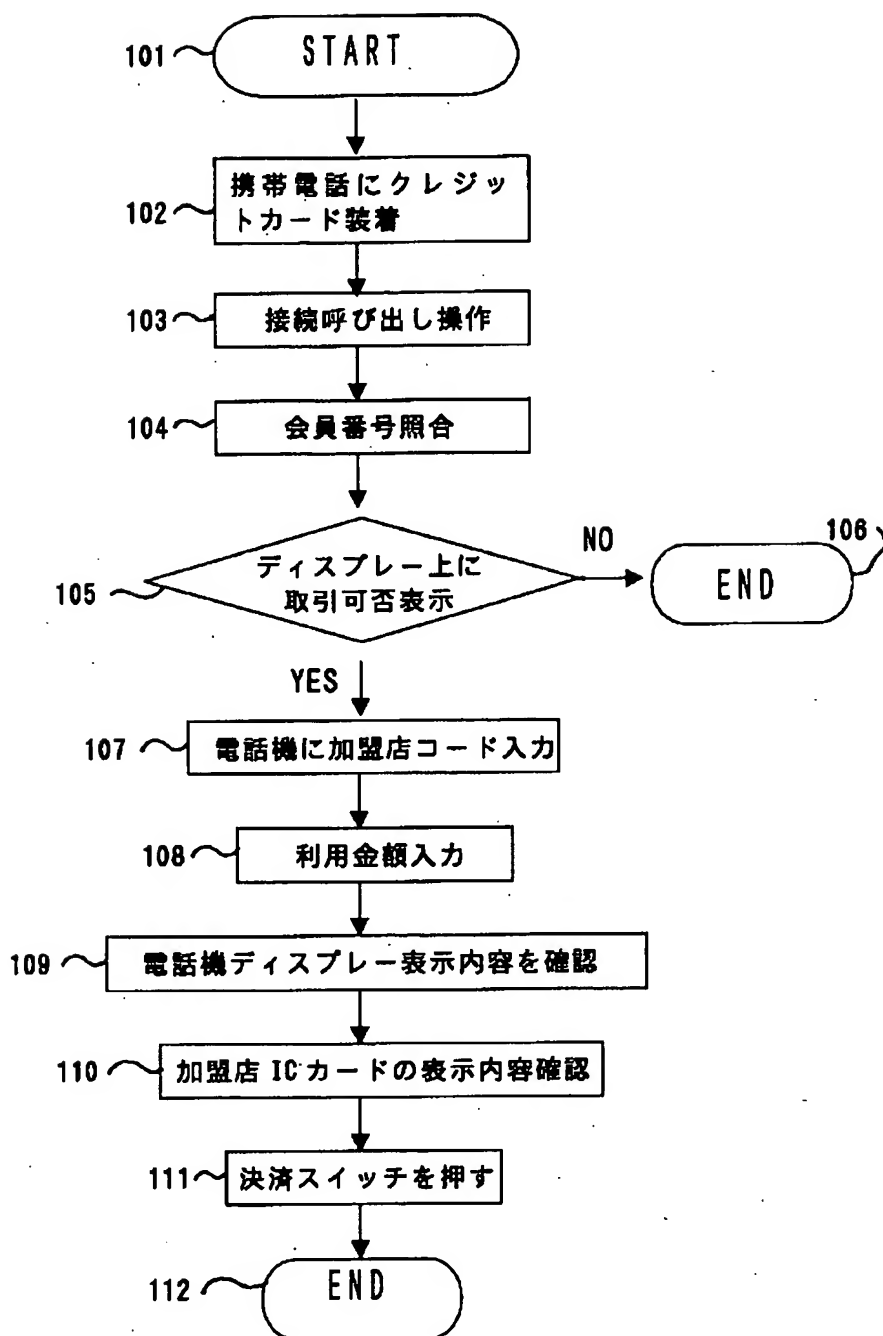 101 START
102 携帯電話にクレジッ
トカード装着
103 接続呼び出し操作
104 会員番号照合
105 ディスプレー上に
取引可否表示
NO
106
END
YES
107 電話機に加盟店コード入力
108 利用金額入力
109 電話機ディスプレー表示内容を確認
110 加盟店 ICカードの表示内容確認
111 決済スイッチを押す
112 END